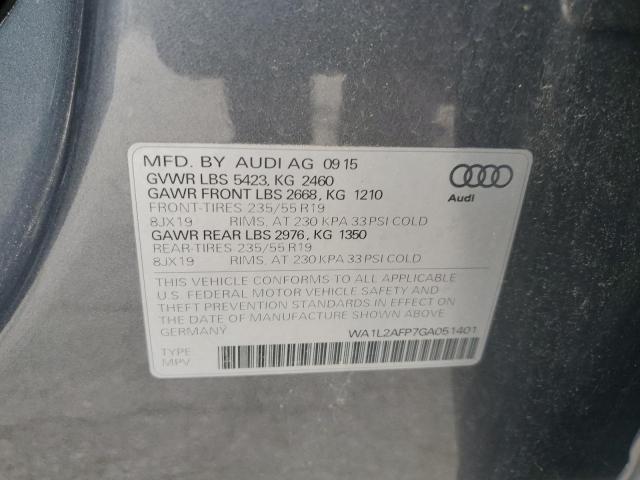 MFD. BY AUDI AG 09 15
GVWR LBS 5423, KG 2460
GAWR FRONT LBS 2668, KG 1210
FRONT-TIRES 235/55 R19
8JX19 RIMS, AT 230 KPA 33 PSI COLD
GAWR REAR LBS 2976, KG 1350
REAR-TIRES 235/55 R19
8JX19 RIMS, AT 230 KPA 33 PSI COLD
Audi
THIS VEHICLE CONFORMS TO ALL APPLICABLE
U.S. FEDERAL MOTOR VEHICLE SAFETY AND
THEFT PREVENTION STANDARDS IN EFFECT ON
THE DATE OF MANUFACTURE SHOWN ABOVE.
GERMANY
WA1L2AFP7GA051401
TYPE
MPV